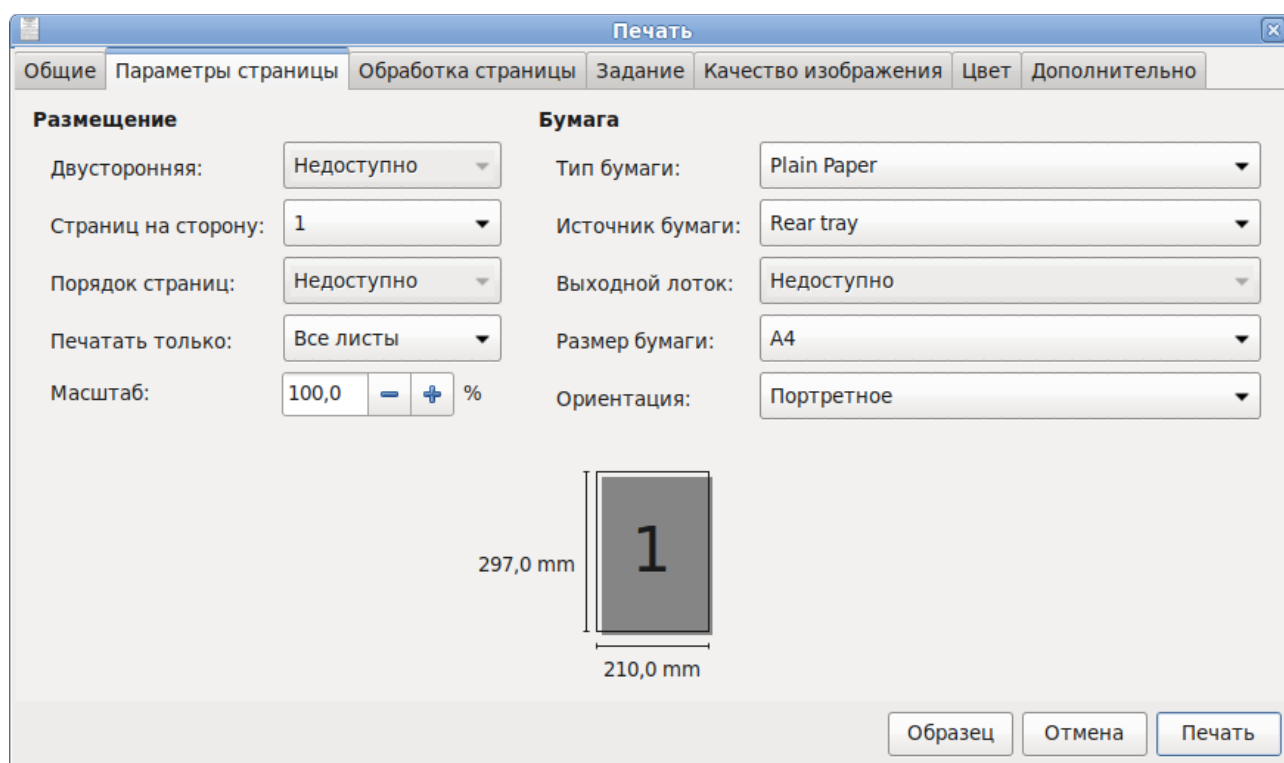 Печать
Общие Параметры страницы Обработка страницы Задание Качество изображения Цвет Дополнительно
Размещение
Двусторонняя: Недоступно
Страниц на сторону: 1
Порядок страниц: Недоступно
Печатать только: Все листы
Масштаб: 100,0 %
Бумага
Тип бумаги: Plain Paper
Источник бумаги: Rear tray
Выходной лоток: Недоступно
Размер бумаги: A4
Ориентация: Портретное
1
297,0 mm
210,0 mm
Образец Отмена Печать